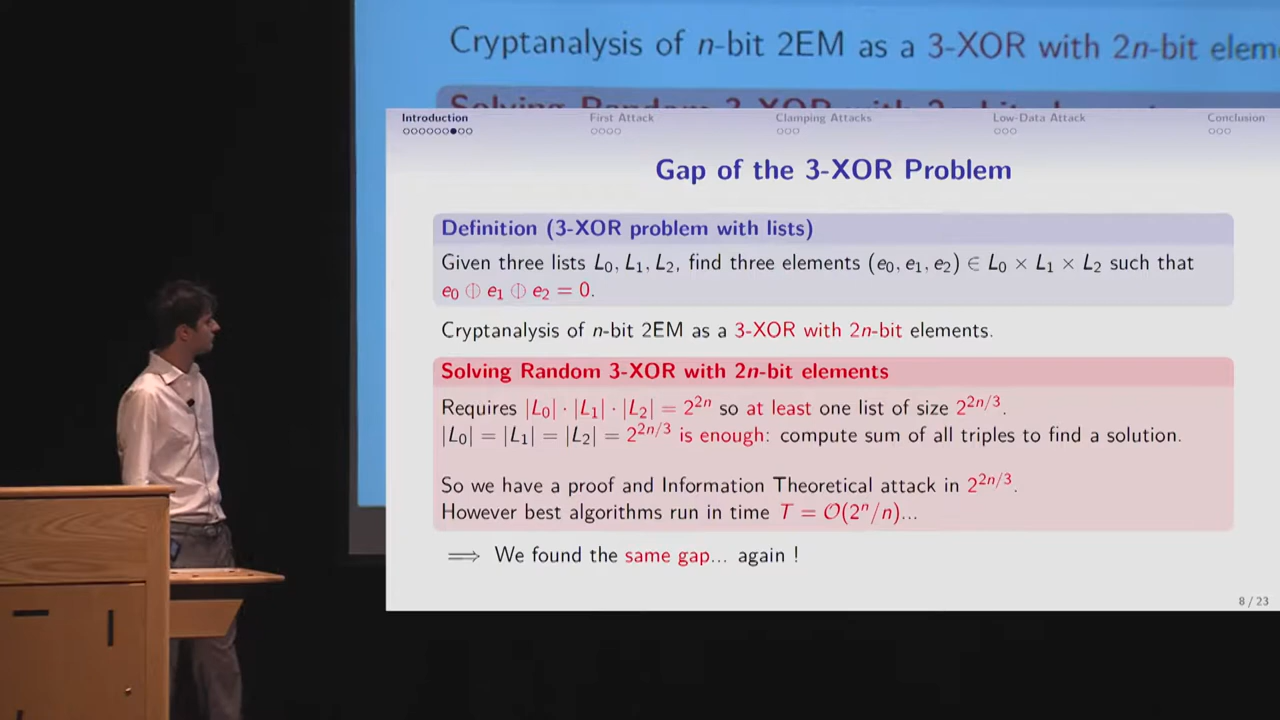 Cryptanalysis of n-bit 2EM as a 3-XOR with 2n-bit
Introduction First Attack Clamping Attacks Low-Data Attack Conclusion
Gap of the 3-XOR Problem
Definition (3-XOR problem with lists)
Given three lists L₀, L₁, L₂, find three elements (e₀, e₁, e₂) ∈ L₀ × L₁ × L₂ such that
e₀ ⊕ e₁ ⊕ e₂ = 0.
Cryptanalysis of n-bit 2EM as a 3-XOR with 2n-bit elements.
Solving Random 3-XOR with 2n-bit elements
Requires |L₀| · |L₁| · |L₂| = 2^{2n} so at least one list of size 2^{2n/3}.
|L₀| = |L₁| = |L₂| = 2^{2n/3} is enough: compute sum of all triples to find a solution.
So we have a proof and Information Theoretical attack in 2^{2n/3}.
However best algorithms run in time T = O(2ⁿ/n)...
⟹ We found the same gap... again !
8 / 23